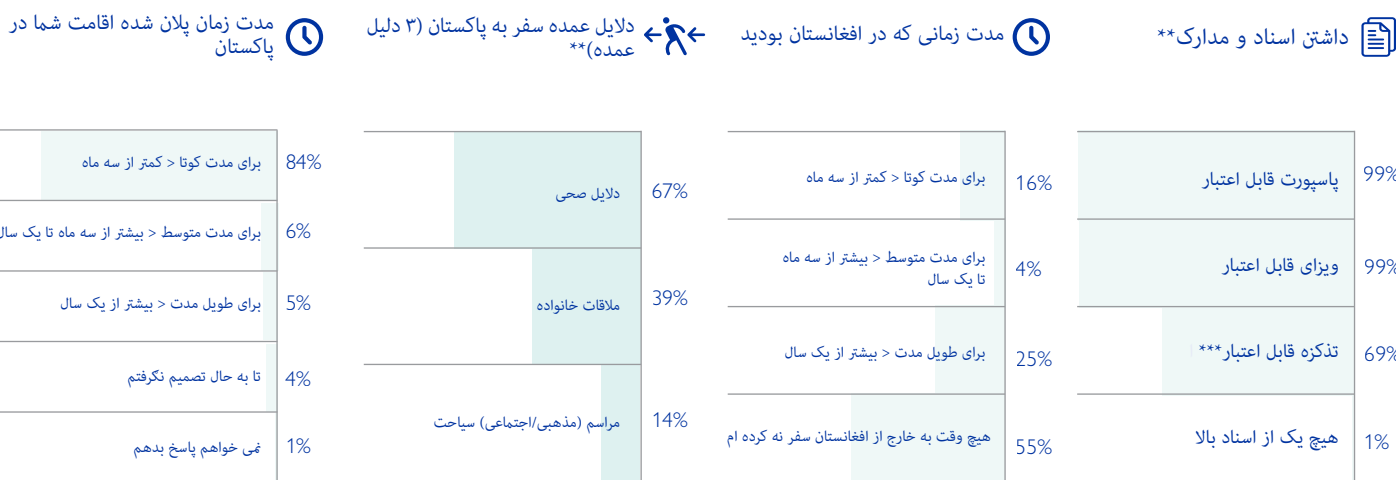 داشتن اسناد و مدارک**
99%
پاسپورت قابل اعتبار
99%
ویزای قابل اعتبار
69%
تذکزه قابل اعتبار***
1%
هیچ یک از اسناد بالا
مدت زمانی که در افغانستان بودید
16%
برای مدت کوتا < کمتر از سه ماه
4%
برای مدت متوسط < بیشتر از سه ماه
تا یک سال
25%
برای طویل مدت < بیشتر از یک سال
55%
هیچ وقت به خارج از افغانستان سفر نه کرده ام
دلایل عمده سفر به پاکستان (۳ دلیل
عمده)**
67%
دلایل صحی
39%
ملاقات خانواده
14%
مراسم (مذهبی/اجتماعی) سیاحت
مدت زمان پلان شده اقامت شما در
پاکستان
84%
برای مدت کوتا < کمتر از سه ماه
6%
برای مدت متوسط < بیشتر از سه ماه تا یک سال
5%
برای طویل مدت < بیشتر از یک سال
4%
تا به حال تصمیم نگرفتم
1%
نمی خواهم پاسخ بدهم